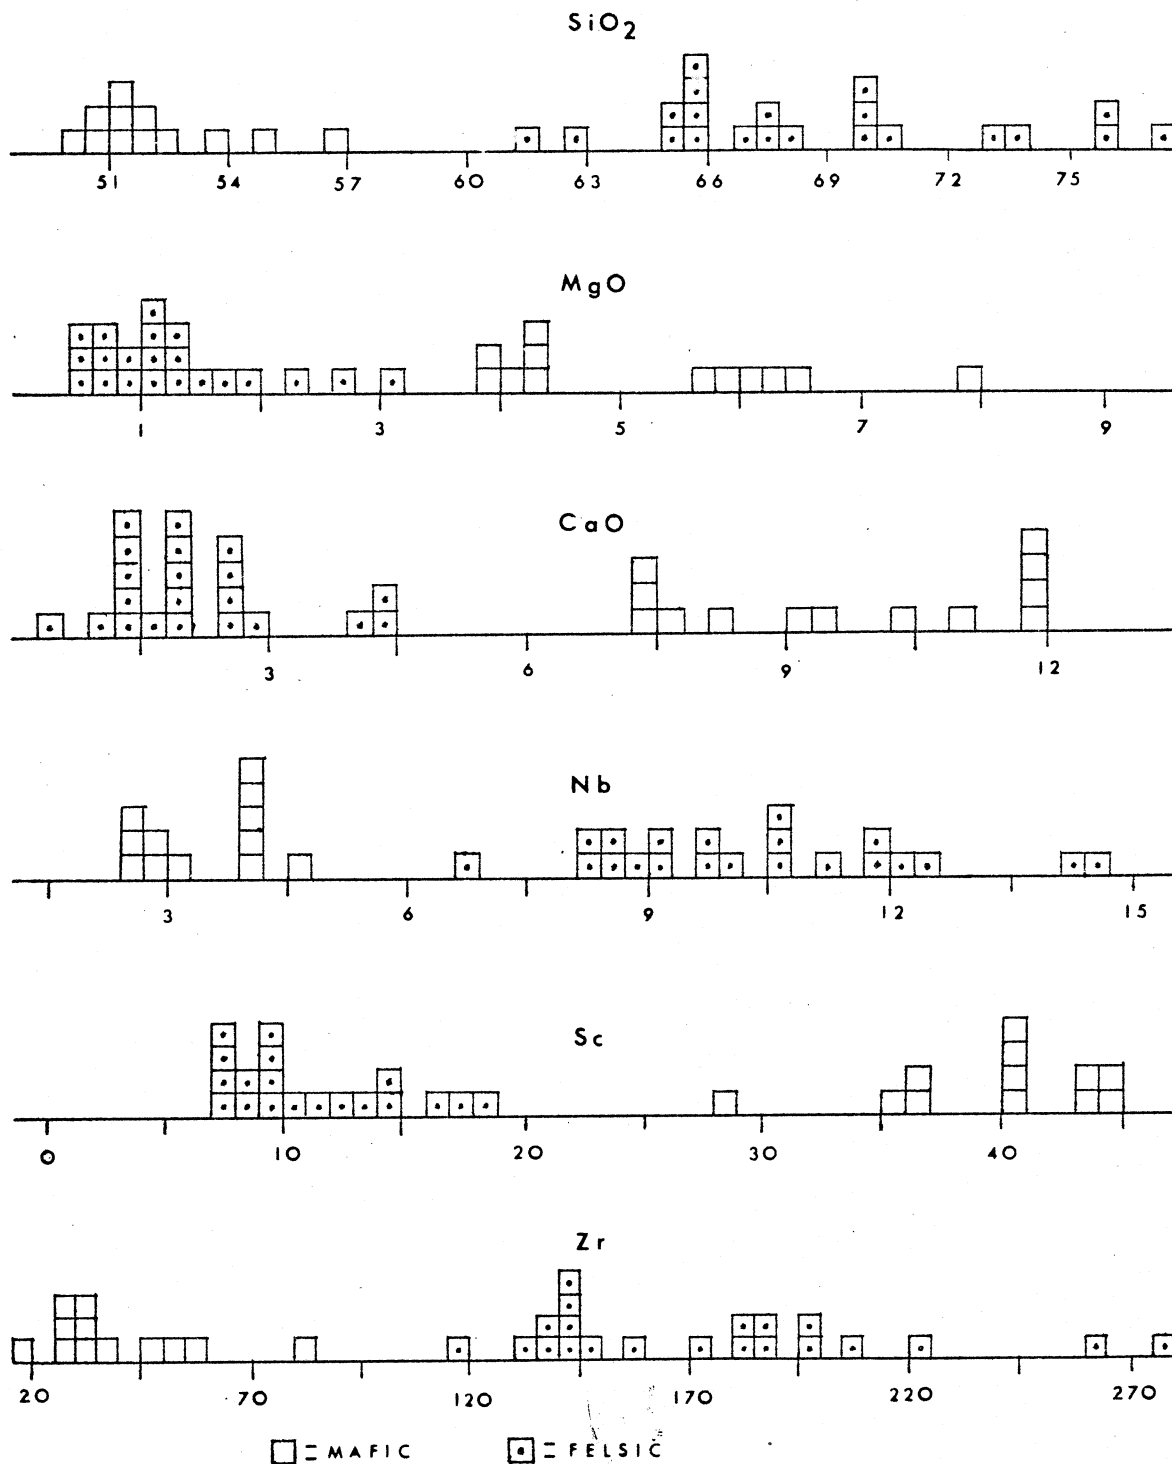 SiO2
51 54 57 60 63 66 69 72 75
MgO
1 3 5 7 9
CaO
3 6 9 12
Nb
3 6 9 12 15
Sc
0 10 20 30 40
Zr
20 70 120 170 220 270
= MAFIC = FELSIC